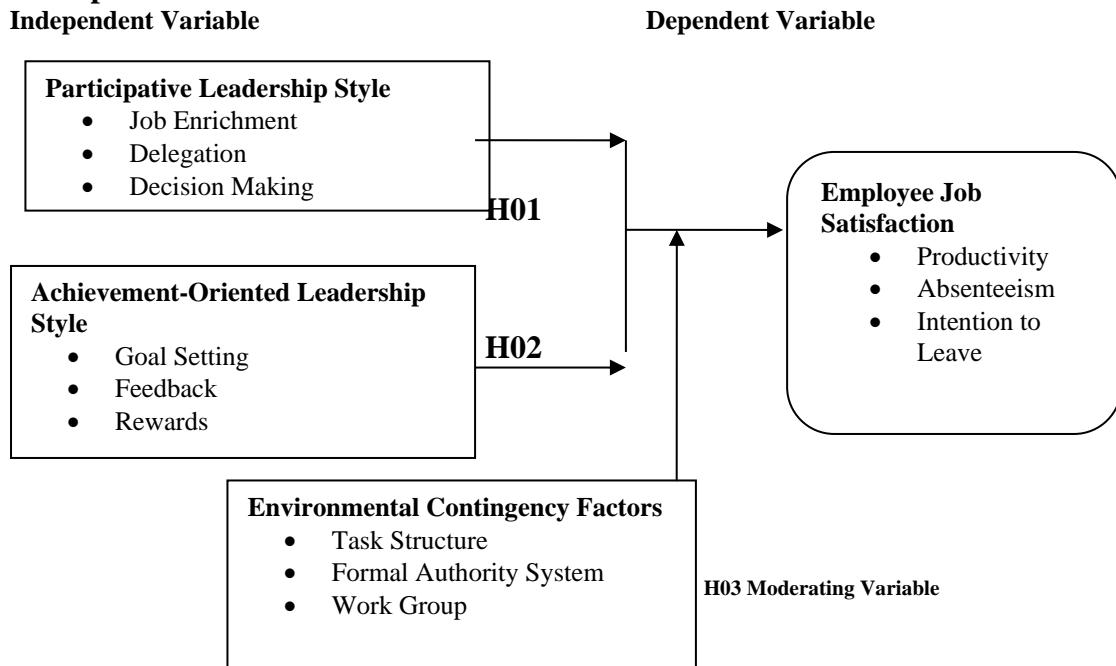 Independent Variable
Dependent Variable
Participative Leadership Style
• Job Enrichment
• Delegation
• Decision Making
H01
Employee Job
Satisfaction
• Productivity
• Absenteeism
• Intention to
Leave
Achievement-Oriented Leadership
Style
• Goal Setting
• Feedback
• Rewards
H02
Environmental Contingency Factors
• Task Structure
• Formal Authority System
• Work Group
H03 Moderating Variable